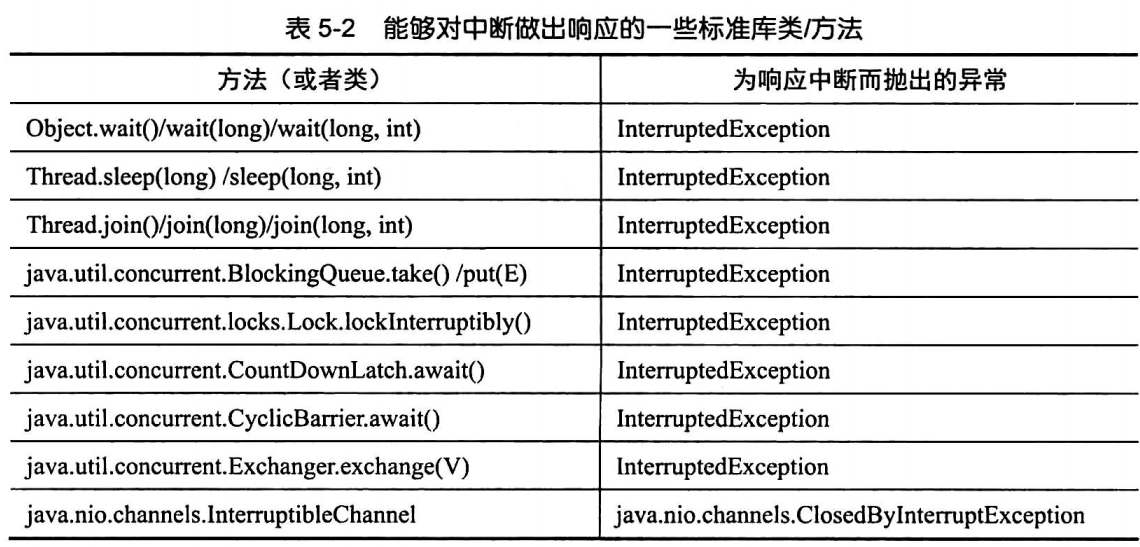 表 5-2 能够对中断做出响应的一些标准库类/方法
方法（或者类） 为响应中断而抛出的异常
Object.wait()/wait(long)/wait(long, int) InterruptedException
Thread.sleep(long) /sleep(long, int) InterruptedException
Thread.join()/join(long)/join(long, int) InterruptedException
java.util.concurrent.BlockingQueue.take() /put(E) InterruptedException
java.util.concurrent.locks.Lock.lockInterruptibly() InterruptedException
java.util.concurrent.CountDownLatch.await() InterruptedException
java.util.concurrent.CyclicBarrier.await() InterruptedException
java.util.concurrent.Exchanger.exchange(V) InterruptedException
java.nio.channels.InterruptibleChannel java.nio.channels.ClosedByInterruptException